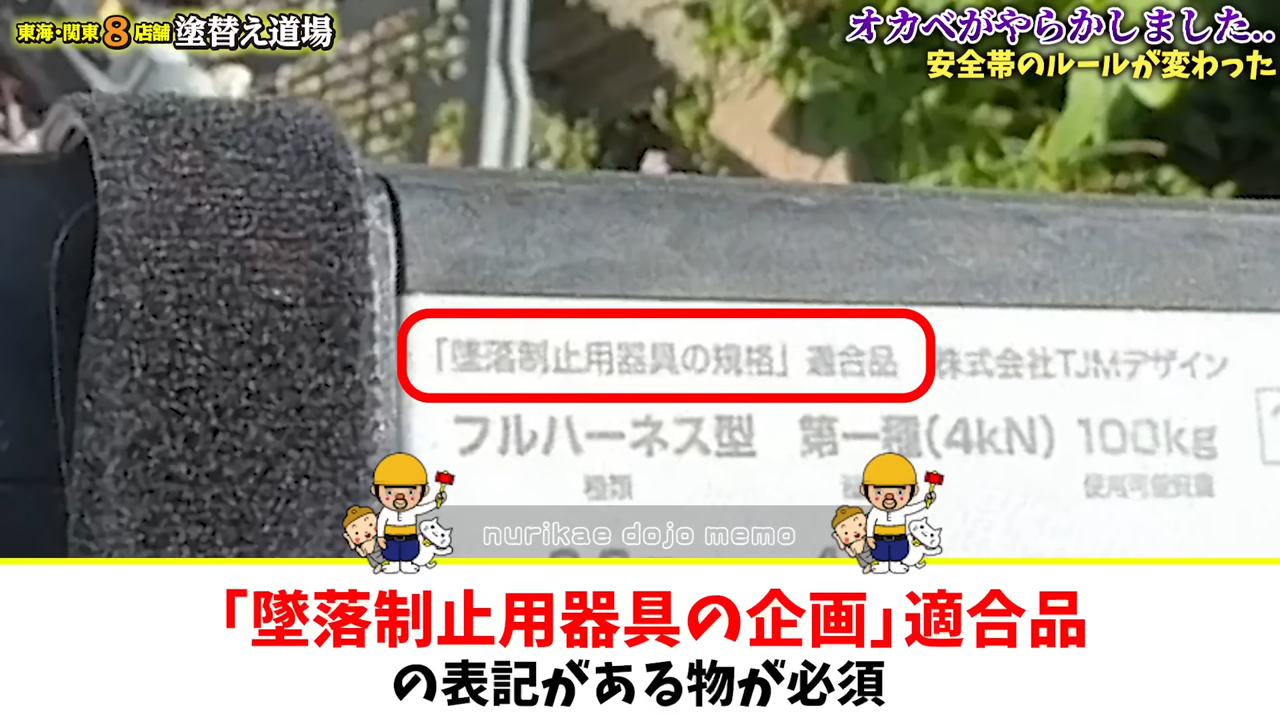 東海・関東8店舗 塗替え道場
オカベがやらかしました..
安全帯のルールが変わった
「墜落制止用器具の規格」適合品 株式会社TJMデザイン
フルハーネス型 第一種(4kN) 100kg
種類 使用可能質量
nurikae dojo memo
「墜落制止用器具の企画」適合品
の表記がある物が必須